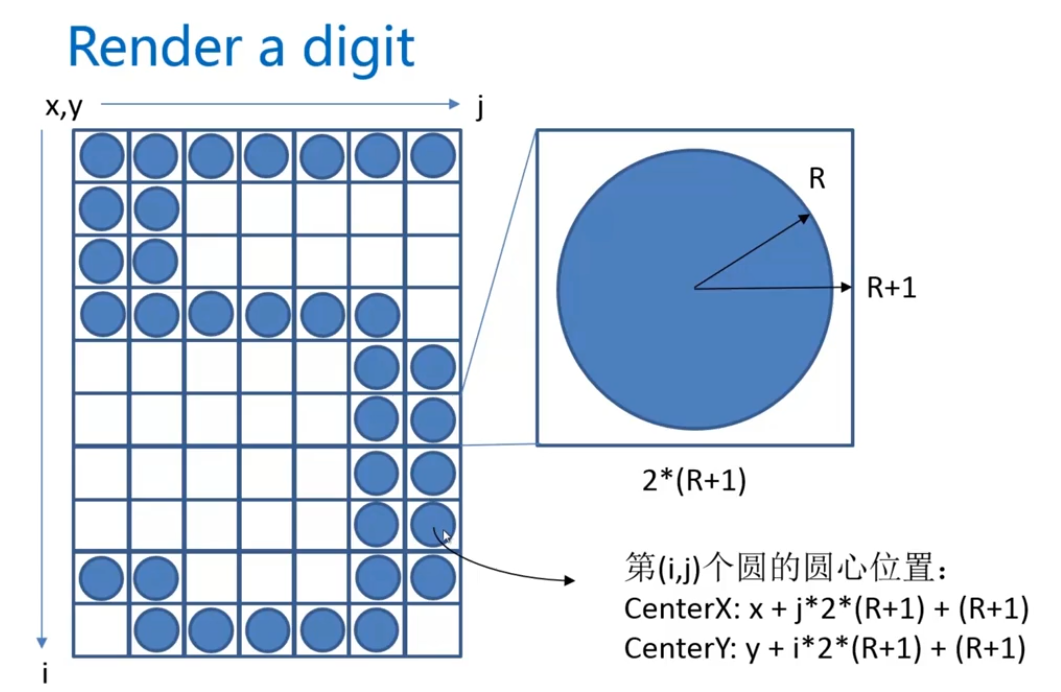 Render a digit
x,y
j
R
R+1
2*(R+1)
第(i,j)个圆的圆心位置：
CenterX: x + j*2*(R+1) + (R+1)
CenterY: y + i*2*(R+1) + (R+1)
i